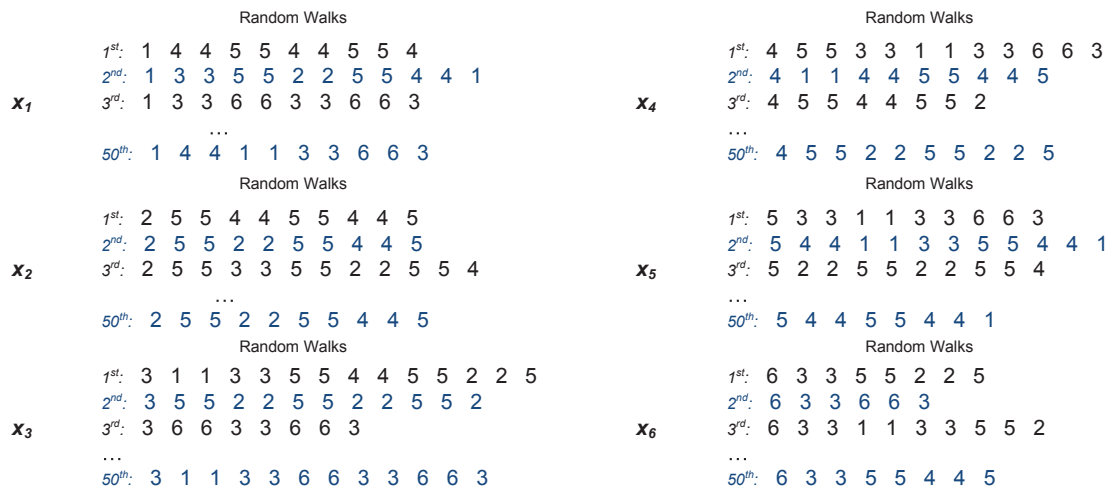 Random Walks
1st: 1 4 4 5 5 4 4 5 5 4
2nd: 1 3 3 5 5 2 2 5 5 4 4 1
x1 3rd: 1 3 3 6 6 3 3 6 6 3
…
50th: 1 4 4 1 1 3 3 6 6 3
Random Walks
1st: 2 5 5 4 4 5 5 4 4 5
2nd: 2 5 5 2 2 5 5 4 4 5
x2 3rd: 2 5 5 3 3 5 5 2 2 5 5 4
…
50th: 2 5 5 2 2 5 5 4 4 5
Random Walks
1st: 3 1 1 3 3 5 5 4 4 5 5 2 2 5
2nd: 3 5 5 2 2 5 5 2 2 5 5 2
x3 3rd: 3 6 6 3 3 6 6 3
…
50th: 3 1 1 3 3 6 6 3 3 6 6 3
Random Walks
1st: 4 5 5 3 3 1 1 3 3 6 6 3
2nd: 4 1 1 4 4 5 5 4 4 5
x4 3rd: 4 5 5 4 4 5 5 2
…
50th: 4 5 5 2 2 5 5 2 2 5
Random Walks
1st: 5 3 3 1 1 3 3 6 6 3
2nd: 5 4 4 1 1 3 3 5 5 4 4 1
x5 3rd: 5 2 2 5 5 2 2 5 5 4
…
50th: 5 4 4 5 5 4 4 1
Random Walks
1st: 6 3 3 5 5 2 2 5
2nd: 6 3 3 6 6 3
x6 3rd: 6 3 3 1 1 3 3 5 5 2
…
50th: 6 3 3 5 5 4 4 5